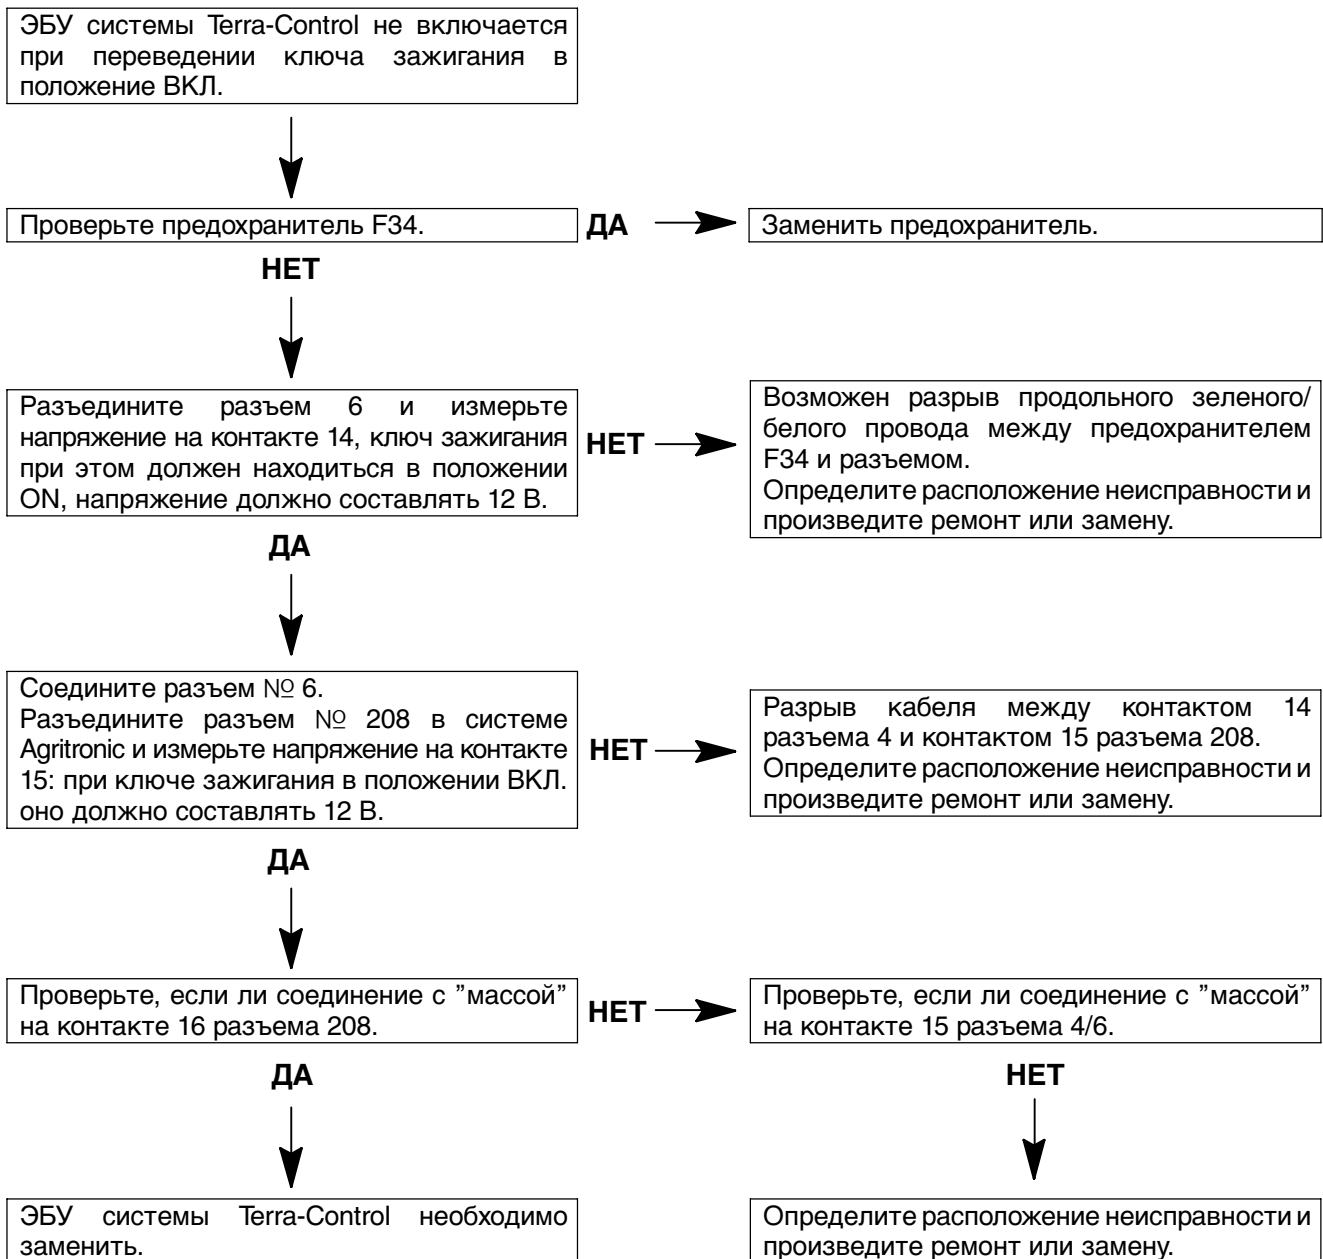 ЭБУ системы Terra-Control не включается
при переведении ключа зажигания в
положение ВКЛ.
Проверьте предохранитель F34.
ДА
Заменить предохранитель.
НЕТ
Разъедините разъем 6 и измерьте
напряжение на контакте 14, ключ зажигания
при этом должен находиться в положении
ON, напряжение должно составлять 12 В.
НЕТ
Возможен разрыв продольного зеленого/
белого провода между предохранителем
F34 и разъемом.
Определите расположение неисправности и
произведите ремонт или замену.
ДА
Соедините разъем № 6.
Разъедините разъем № 208 в системе
Agritronic и измерьте напряжение на контакте
15: при ключе зажигания в положении ВКЛ.
оно должно составлять 12 В.
НЕТ
Разрыв кабеля между контактом 14
разъема 4 и контактом 15 разъема 208.
Определите расположение неисправности и
произведите ремонт или замену.
ДА
Проверьте, если ли соединение с ”массой”
на контакте 16 разъема 208.
НЕТ
Проверьте, если ли соединение с ”массой”
на контакте 15 разъема 4/6.
ДА
НЕТ
ЭБУ системы Terra-Control необходимо
заменить.
Определите расположение неисправности и
произведите ремонт или замену.